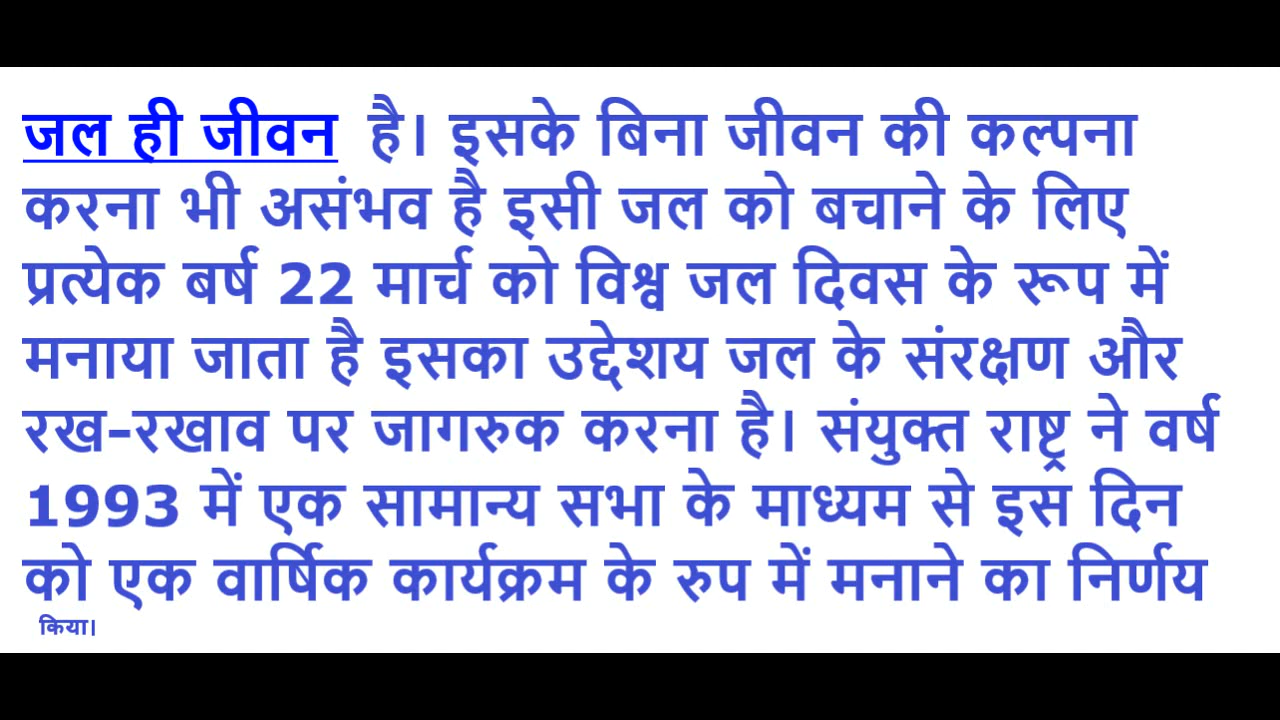 जल ही जीवन है। इसके बिना जीवन की कल्पना
करना भी असंभव है इसी जल को बचाने के लिए
प्रत्येक बर्ष 22 मार्च को विश्व जल दिवस के रूप में
मनाया जाता है इसका उद्देशय जल के संरक्षण और
रख-रखाव पर जागरुक करना है। संयुक्त राष्ट्र ने वर्ष
1993 में एक सामान्य सभा के माध्यम से इस दिन
को एक वार्षिक कार्यक्रम के रुप में मनाने का निर्णय
किया।